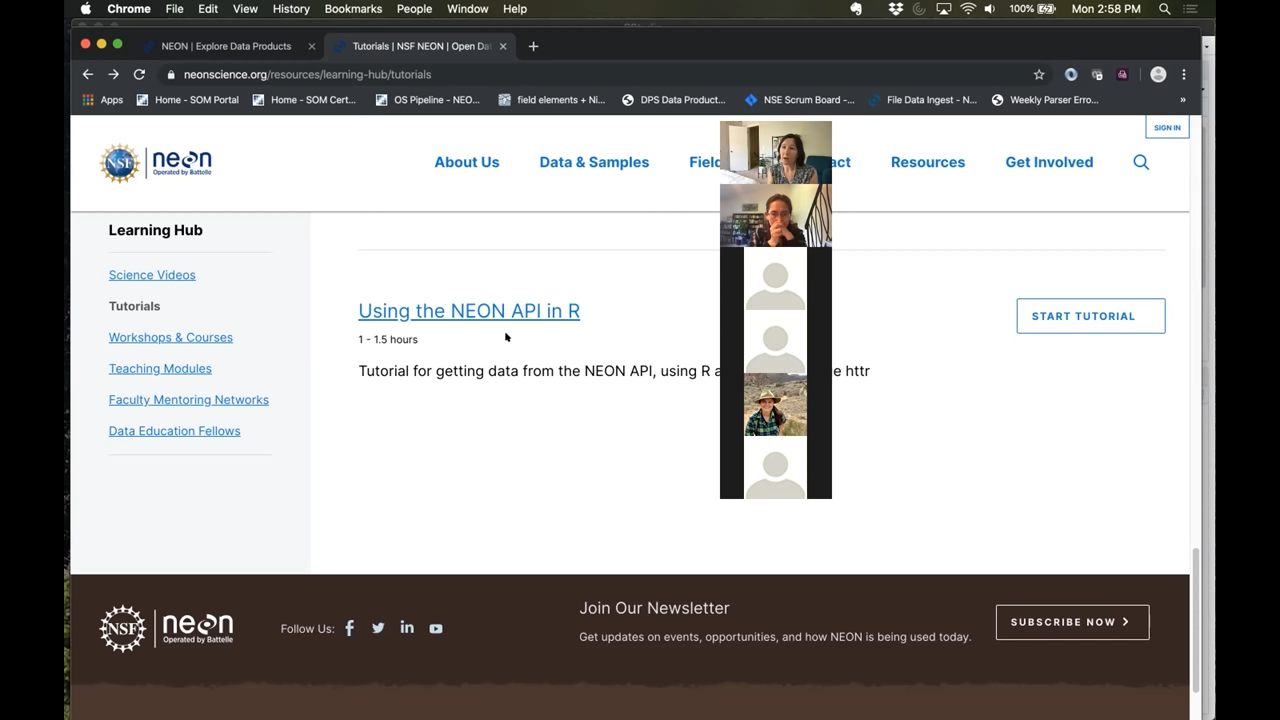 Chrome File Edit View History Bookmarks People Window Help 100% Mon 2:58 PM
NEON | Explore Data Products Tutorials | NSF NEON | Open Da
neonscience.org/resources/learning-hub/tutorials
Apps Home - SOM Portal Home - SOM Cert... OS Pipeline - NEO... field elements + Ni... DPS Data Product... NSE Scrum Board -... File Data Ingest - N... Weekly Parser Erro... »
SIGN IN
NSF neon
Operated by Battelle
About Us Data & Samples Field act Resources Get Involved
Learning Hub
Science Videos
Tutorials
Workshops & Courses
Teaching Modules
Faculty Mentoring Networks
Data Education Fellows
Using the NEON API in R
1 - 1.5 hours
Tutorial for getting data from the NEON API, using R a e httr
START TUTORIAL
NSF neon
Operated by Battelle
Follow Us:
Join Our Newsletter
Get updates on events, opportunities, and how NEON is being used today.
SUBSCRIBE NOW